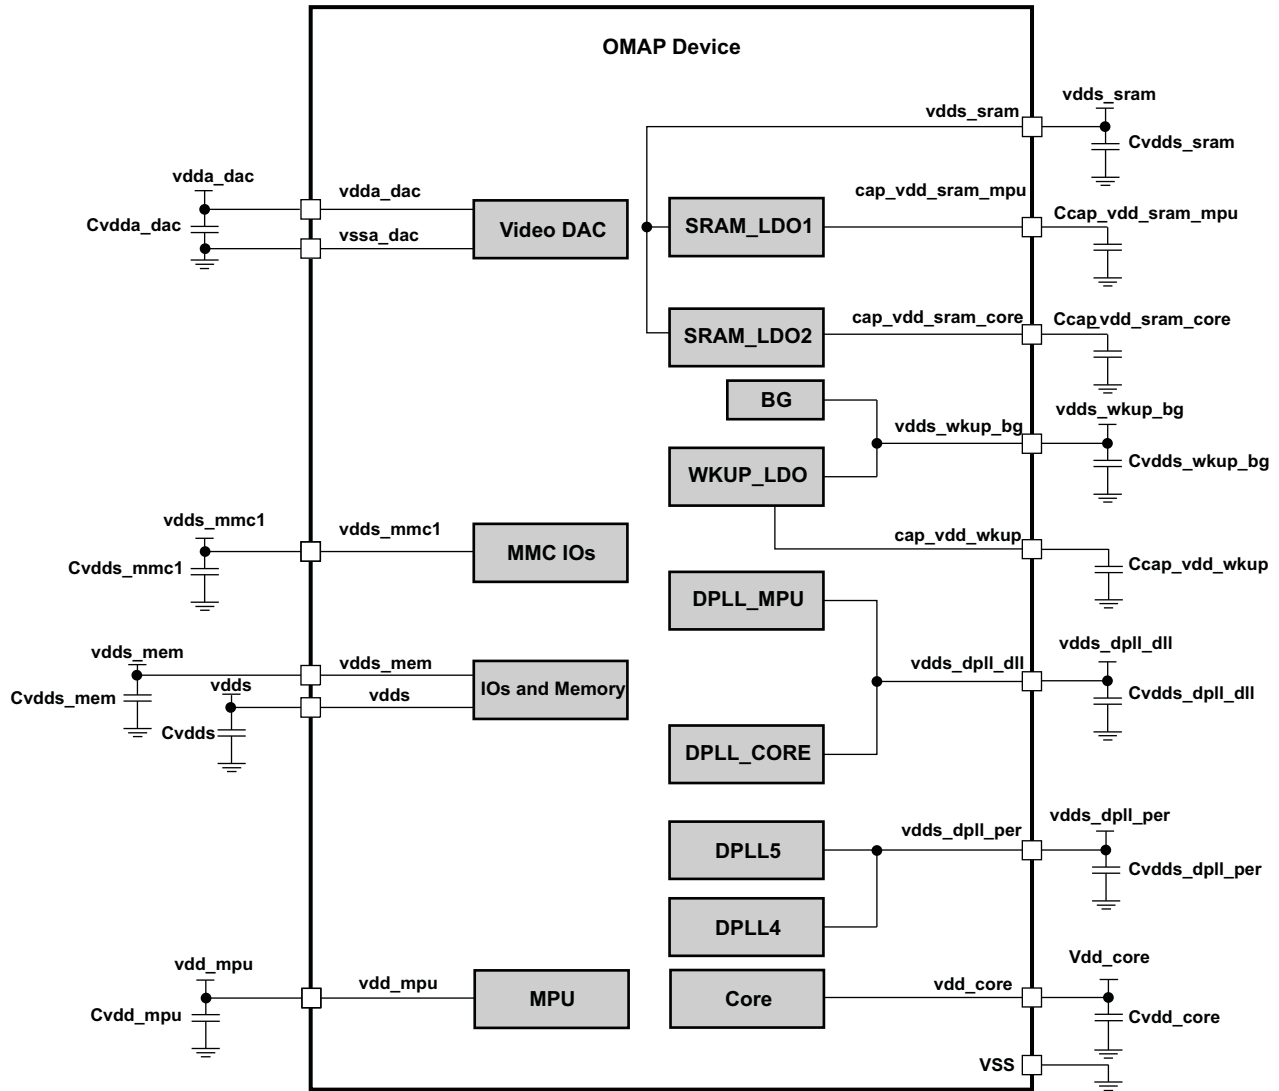 OMAP Device
vdds_sram
vdds_sram
Cvdds_sram
vdda_dac
vdda_dac
Cvdda_dac
vssa_dac
Video DAC
SRAM_LDO1
cap_vdd_sram_mpu
Ccap_vdd_sram_mpu
SRAM_LDO2
cap_vdd_sram_core
Ccap vdd_sram_core
BG
vdds_wkup_bg
vdds_wkup_bg
WKUP_LDO
Cvdds_wkup_bg
vdds_mmc1
vdds_mmc1
Cvdds_mmc1
MMC IOs
cap_vdd_wkup
Ccap_vdd_wkup
DPLL_MPU
vdds_mem
vdds_mem
Cvdds_mem
vdds
vdds
Cvdds
IOs and Memory
vdds_dpll_dll
vdds_dpll_dll
Cvdds_dpll_dll
DPLL_CORE
DPLL5
vdds_dpll_per
vdds_dpll_per
Cvdds_dpll_per
DPLL4
vdd_mpu
vdd_mpu
Cvdd_mpu
MPU
Core
vdd_core
Vdd_core
Cvdd_core
VSS